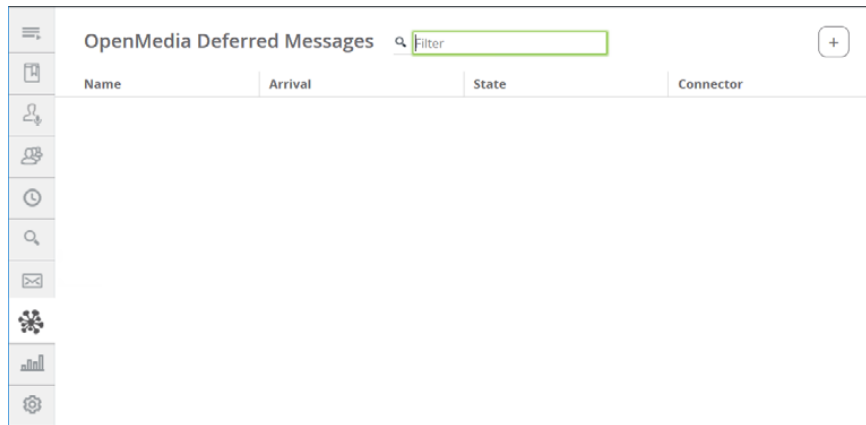 OpenMedia Deferred Messages Filter +
Name Arrival State Connector